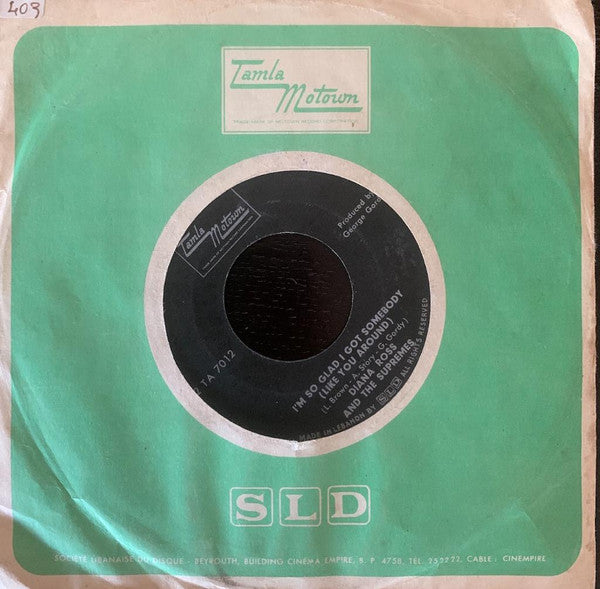 403
Tamla
Motown
TRADE MARK OF MOTOWN RECORD CORPORATION
Tamla
Motown
Produced by
George Gord
TA 7012
I'M SO GLAD I GOT SOMEBODY
(LIKE YOU AROUND)
(L. Brown - A. Story - G. Gordy)
DIANA ROSS
AND THE SUPREMES
MADE IN LEBANON BY SLD ALL RIGHTS RESERVED
SLD
SOCIÉTÉ LIBANAISE DU DISQUE - BEYROUTH, BUILDING CINEMA EMPIRE, B. P. 4758, TEL. 252222, CABLE : CINEMPIRE